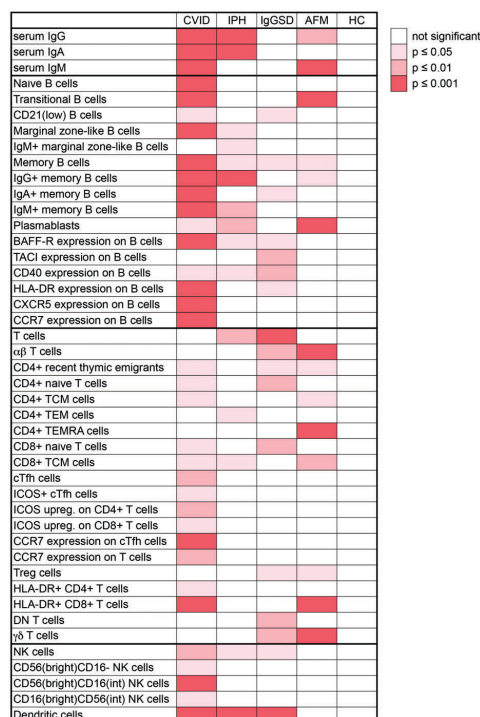 CVID IPH IgGSD AFM HC
not significant
p ≤ 0.05
p ≤ 0.01
p ≤ 0.001
serum IgG
serum IgA
serum IgM
Naive B cells
Transitional B cells
CD21(low) B cells
Marginal zone-like B cells
IgM+ marginal zone-like B cells
Memory B cells
IgG+ memory B cells
IgA+ memory B cells
IgM+ memory B cells
Plasmablasts
BAFF-R expression on B cells
TACI expression on B cells
CD40 expression on B cells
HLA-DR expression on B cells
CXCR5 expression on B cells
CCR7 expression on B cells
T cells
αβ T cells
CD4+ recent thymic emigrants
CD4+ naive T cells
CD4+ TCM cells
CD4+ TEM cells
CD4+ TEMRA cells
CD8+ naive T cells
CD8+ TCM cells
cTfh cells
ICOS+ cTfh cells
ICOS upreg. on CD4+ T cells
ICOS upreg. on CD8+ T cells
CCR7 expression on cTfh cells
CCR7 expression on T cells
Treg cells
HLA-DR+ CD4+ T cells
HLA-DR+ CD8+ T cells
DN T cells
γδ T cells
NK cells
CD56(bright)CD16- NK cells
CD56(bright)CD16(int) NK cells
CD16(bright)CD56(int) NK cells
Dendritic cells